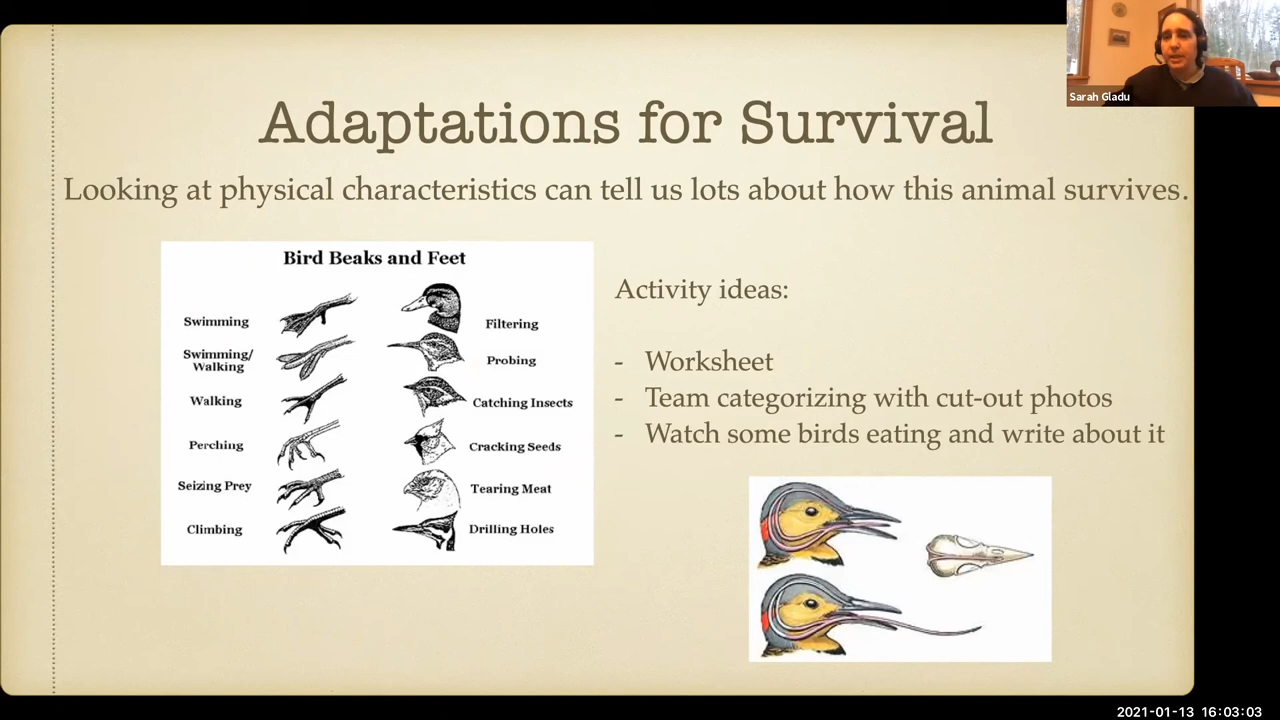 Sarah Gladu
Adaptations for Survival
Looking at physical characteristics can tell us lots about how this animal survives.
Bird Beaks and Feet
Swimming
Filtering
Swimming/
Walking
Probing
Walking
Catching Insects
Perching
Cracking Seeds
Seizing Prey
Tearing Meat
Climbing
Drilling Holes
Activity ideas:
- Worksheet
- Team categorizing with cut-out photos
- Watch some birds eating and write about it
2021-01-13 16:03:03